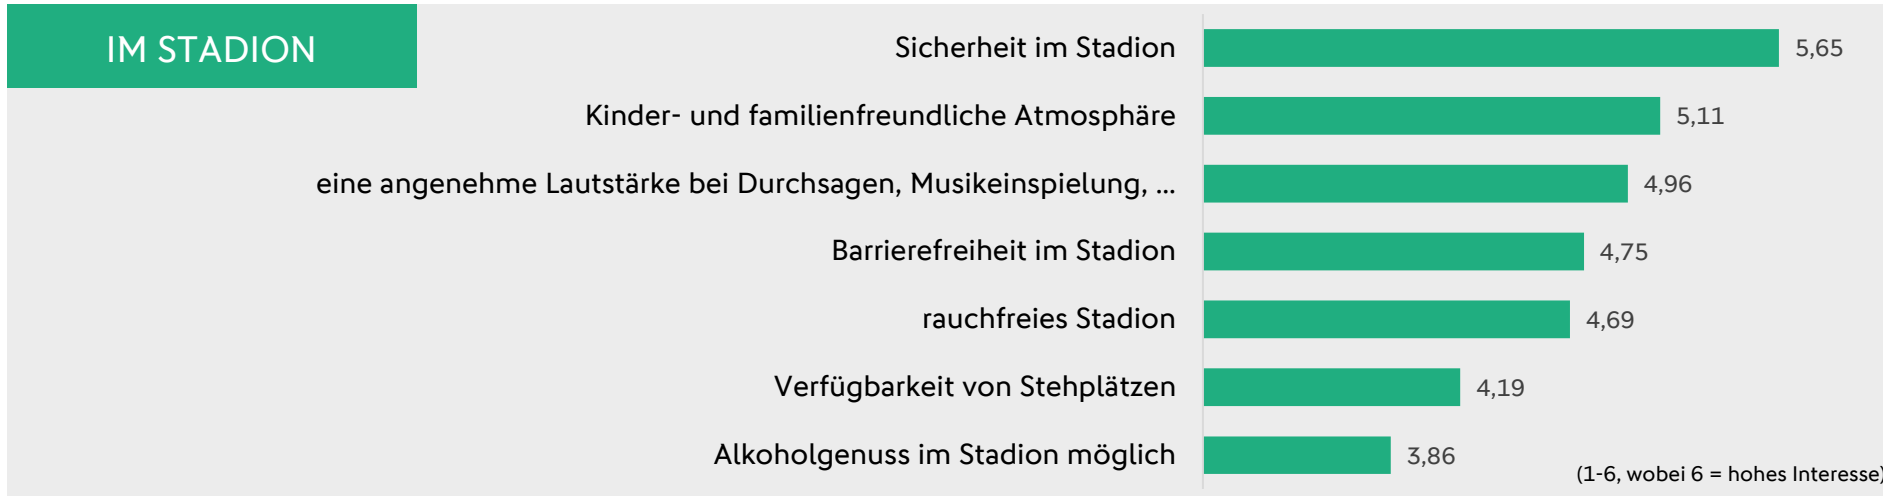 IM STADION
Sicherheit im Stadion 5,65
Kinder- und familienfreundliche Atmosphäre 5,11
eine angenehme Lautstärke bei Durchsagen, Musikeinspielung, ... 4,96
Barrierefreiheit im Stadion 4,75
rauchfreies Stadion 4,69
Verfügbarkeit von Stehplätzen 4,19
Alkoholgenuss im Stadion möglich 3,86
(1-6, wobei 6 = hohes Interesse)